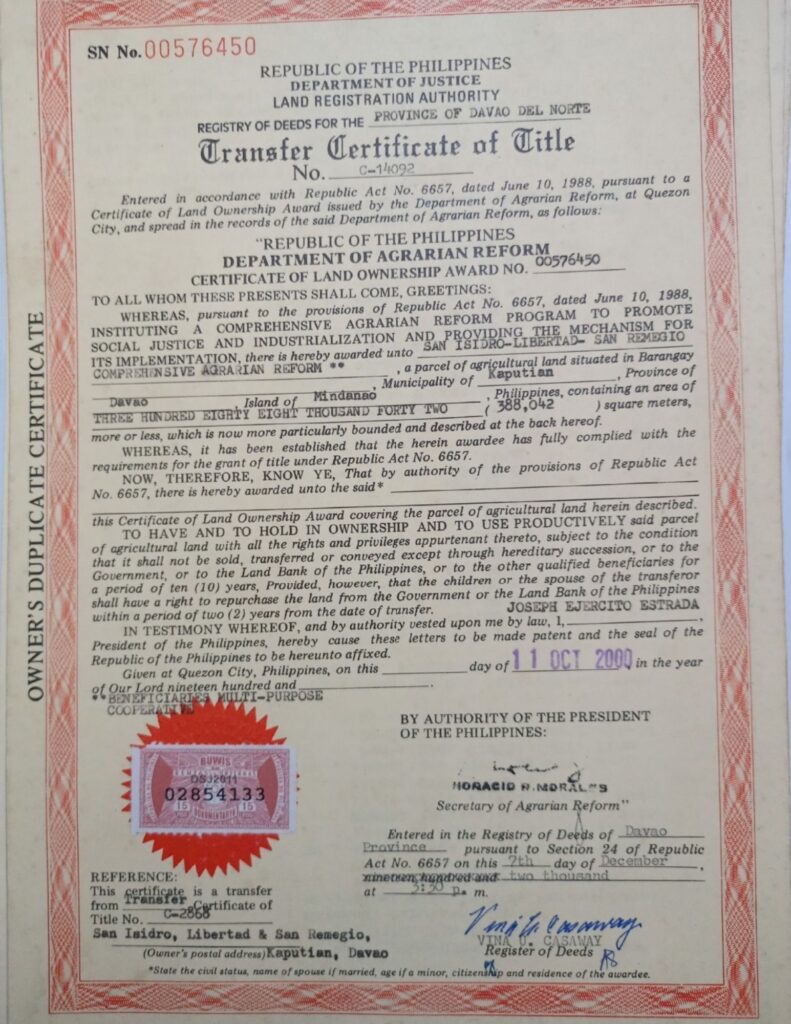 SN No. 00576450
REPUBLIC OF THE PHILIPPINES
DEPARTMENT OF JUSTICE
LAND REGISTRATION AUTHORITY
REGISTRY OF DEEDS FOR THE PROVINCE OF DAVAO DEL NORTE
Transfer Certificate of Title
No. C-14092
Entered in accordance with Republic Act No. 6657, dated June 10, 1988, pursuant to a
Certificate of Land Ownership Award issued by the Department of Agrarian Reform, at Quezon
City, and spread in the records of the said Department of Agrarian Reform, as follows:
"REPUBLIC OF THE PHILIPPINES
DEPARTMENT OF AGRARIAN REFORM
CERTIFICATE OF LAND OWNERSHIP AWARD NO. 00576450
TO ALL WHOM THESE PRESENTS SHALL COME, GREETINGS:
WHEREAS, pursuant to the provisions of Republic Act No. 6657, dated June 10, 1988,
INSTITUTING A COMPREHENSIVE AGRARIAN REFORM PROGRAM TO PROMOTE
SOCIAL JUSTICE AND INDUSTRIALIZATION AND PROVIDING THE MECHANISM FOR
ITS IMPLEMENTATION, there is hereby awarded unto SAN ISIDRO-LIBERTAD- SAN REMEGIO
COMPREHENSIVE AGRARIAN REFORM ** , a parcel of agricultural land situated in Barangay
, Municipality of Kaputian , Province of
Davao , Island of Mindanao , Philippines, containing an area of
THREE HUNDRED EIGHTY EIGHT THOUSAND FORTY TWO ( 388,042 ) square meters,
more or less, which is now more particularly bounded and described at the back hereof.
WHEREAS, it has been established that the herein awardee has fully complied with the
requirements for the grant of title under Republic Act No. 6657.
NOW, THEREFORE, KNOW YE, That by authority of the provisions of Republic Act
No. 6657, there is hereby awarded unto the said*
this Certificate of Land Ownership Award covering the parcel of agricultural land herein described.
TO HAVE AND TO HOLD IN OWNERSHIP AND TO USE PRODUCTIVELY said parcel
of agricultural land with all the rights and privileges appurtenant thereto, subject to the condition
that it shall not be sold, transferred or conveyed except through hereditary succession, or to the
Government, or to the Land Bank of the Philippines, or to the other qualified beneficiaries for
a period of ten (10) years, Provided, however, that the children or the spouse of the transferor
shall have a right to repurchase the land from the Government or the Land Bank of the Philippines
within a period of two (2) years from the date of transfer. JOSEPH EJERCITO ESTRADA
IN TESTIMONY WHEREOF, and by authority vested upon me by law, I, ,
President of the Philippines, hereby cause these letters to be made patent and the seal of the
Republic of the Philippines to be hereunto affixed.
Given at Quezon City, Philippines, on this day of 11 OCT 2000 in the year
of Our Lord nineteen hundred and .
**BENEFICIARIES MULTI-PURPOSE
COOPERATIVE
BY AUTHORITY OF THE PRESIDENT
OF THE PHILIPPINES:
HORACIO R. MORALES
Secretary of Agrarian Reform"
BUWIS
DSJ2011
02854133
15 15
DOKUMENTARYO
Entered in the Registry of Deeds of Davao
Province pursuant to Section 24 of Republic
Act No. 6657 on this 7th day of December ,
nineteen hundred and two thousand
at 3:30 p. m.
REFERENCE:
This certificate is a transfer
from Transfer Certificate of
Title No. C-2868
San Isidro, Libertad & San Remegio,
(Owner's postal address) Kaputian, Davao
Vina U. Casaway
VINA U. CASAWAY
Register of Deeds
*State the civil status, name of spouse if married, age if a minor, citizenship and residence of the awardee.
OWNER'S DUPLICATE CERTIFICATE